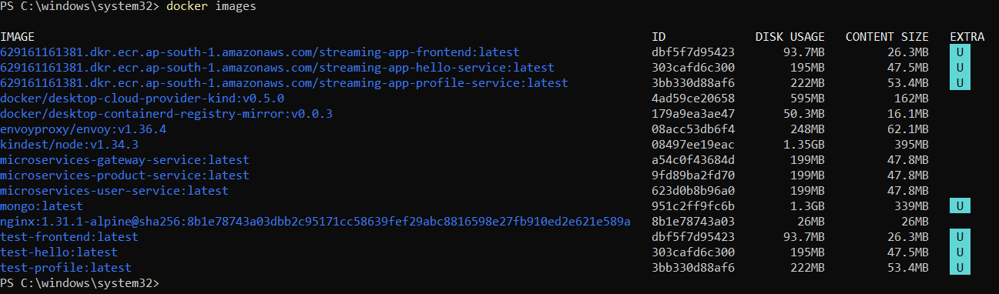 PS C:\windows\system32> docker images
IMAGE ID DISK USAGE CONTENT SIZE EXTRA
629161161381.dkr.ecr.ap-south-1.amazonaws.com/streaming-app-frontend:latest dbf5f7d95423 93.7MB 26.3MB U
629161161381.dkr.ecr.ap-south-1.amazonaws.com/streaming-app-hello-service:latest 303cafd6c300 195MB 47.5MB U
629161161381.dkr.ecr.ap-south-1.amazonaws.com/streaming-app-profile-service:latest 3bb330d88af6 222MB 53.4MB U
docker/desktop-cloud-provider-kind:v0.5.0 4ad59ce20658 595MB 162MB
docker/desktop-containerd-registry-mirror:v0.0.3 179a9ea3ae47 50.3MB 16.1MB
envoyproxy/envoy:v1.36.4 08acc53db6f4 248MB 62.1MB
kindest/node:v1.34.3 08497ee19eac 1.35GB 395MB
microservices-gateway-service:latest a54c0f43684d 199MB 47.8MB
microservices-product-service:latest 9fd89ba2fd70 199MB 47.8MB
microservices-user-service:latest 623d0b8b96a0 199MB 47.8MB
mongo:latest 951c2ff9fc6b 1.3GB 339MB U
nginx:1.31.1-alpine@sha256:8b1e78743a03dbb2c95171cc58639fef29abc8816598e27fb910ed2e621e589a 8b1e78743a03 26MB 26MB
test-frontend:latest dbf5f7d95423 93.7MB 26.3MB U
test-hello:latest 303cafd6c300 195MB 47.5MB U
test-profile:latest 3bb330d88af6 222MB 53.4MB U
PS C:\windows\system32>